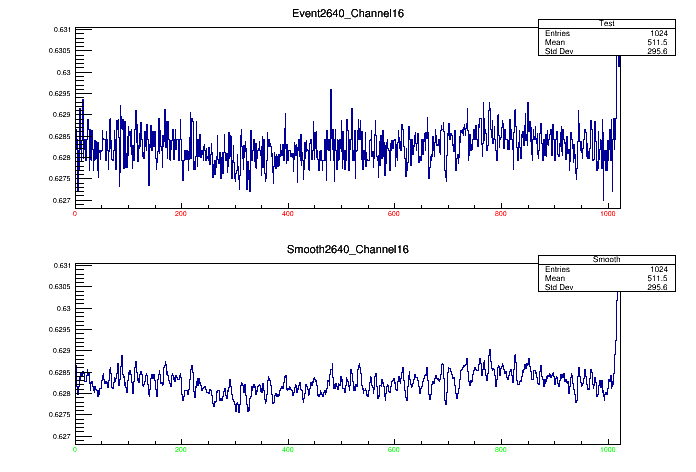 Event2640_Channel16
Test
Entries 1024
Mean 511.5
Std Dev 295.6
0.631
0.6305
0.63
0.6295
0.629
0.6285
0.628
0.6275
0.627
0 200 400 600 800 1000
Smooth2640_Channel16
Smooth
Entries 1024
Mean 511.5
Std Dev 295.6
0.631
0.6305
0.63
0.6295
0.629
0.6285
0.628
0.6275
0.627
0 200 400 600 800 1000